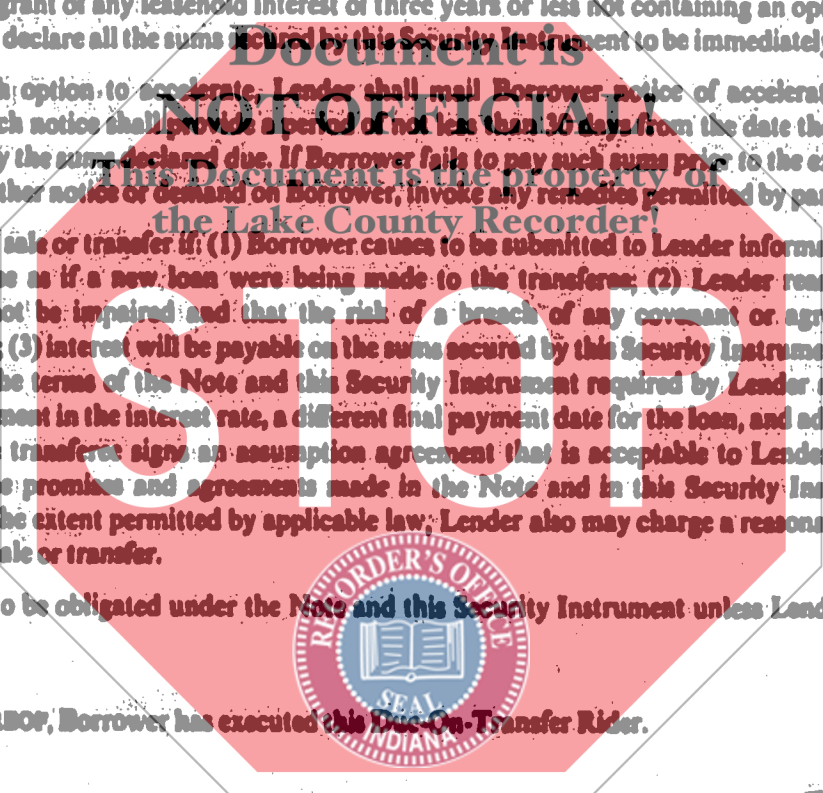 grant of any leasehold interest of three years or less not containing an op
declare all the sums secured by this Security Instrument to be immediately
Document is
h option to accelerate, Lender shall mail Borrower notice of accelerat
NOT OFFICIAL!
ch notice shall provide a period of not less than from the date th
y the sums declared due. If Borrower fails to pay such sums prior to the e
This Document is the property of
ther notice or demand on Borrower, invoke any remedies permitted by pa
the Lake County Recorder!
sale or transfer if: (1) Borrower causes to be submitted to Lender inform
as if a new loan were being made to the transferee; (2) Lender rea
ot be impaired and that the risk of a breach of any covenant or agr
; (3) interest will be payable on the sums secured by this Security Instrum
he terms of the Note and this Security Instrument required by Lender
ment in the interest rate, a different final payment date for the loan, and ad
STOP
transferee signs an assumption agreement that is acceptable to Lende
e promises and agreements made in the Note and in this Security Ins
he extent permitted by applicable law, Lender also may charge a reason
ale or transfer.
RECORDER'S OFFICE
o be obligated under the Note and this Security Instrument unless Lend
SEAL
INDIANA
EOF, Borrower has executed this Due-On-Transfer Rider.